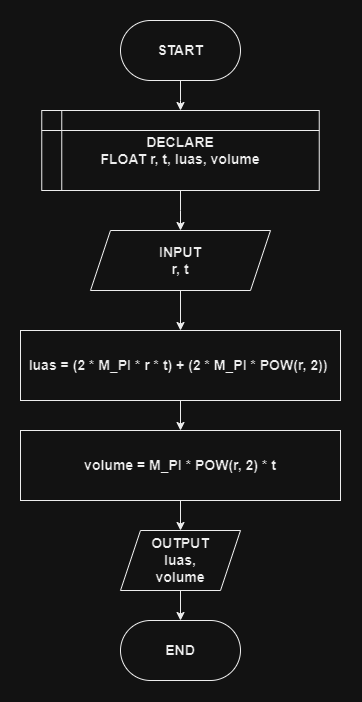 START
DECLARE
FLOAT r, t, luas, volume
INPUT
r, t
luas = (2 * M_PI * r * t) + (2 * M_PI * POW(r, 2))
volume = M_PI * POW(r, 2) * t
OUTPUT
luas,
volume
END